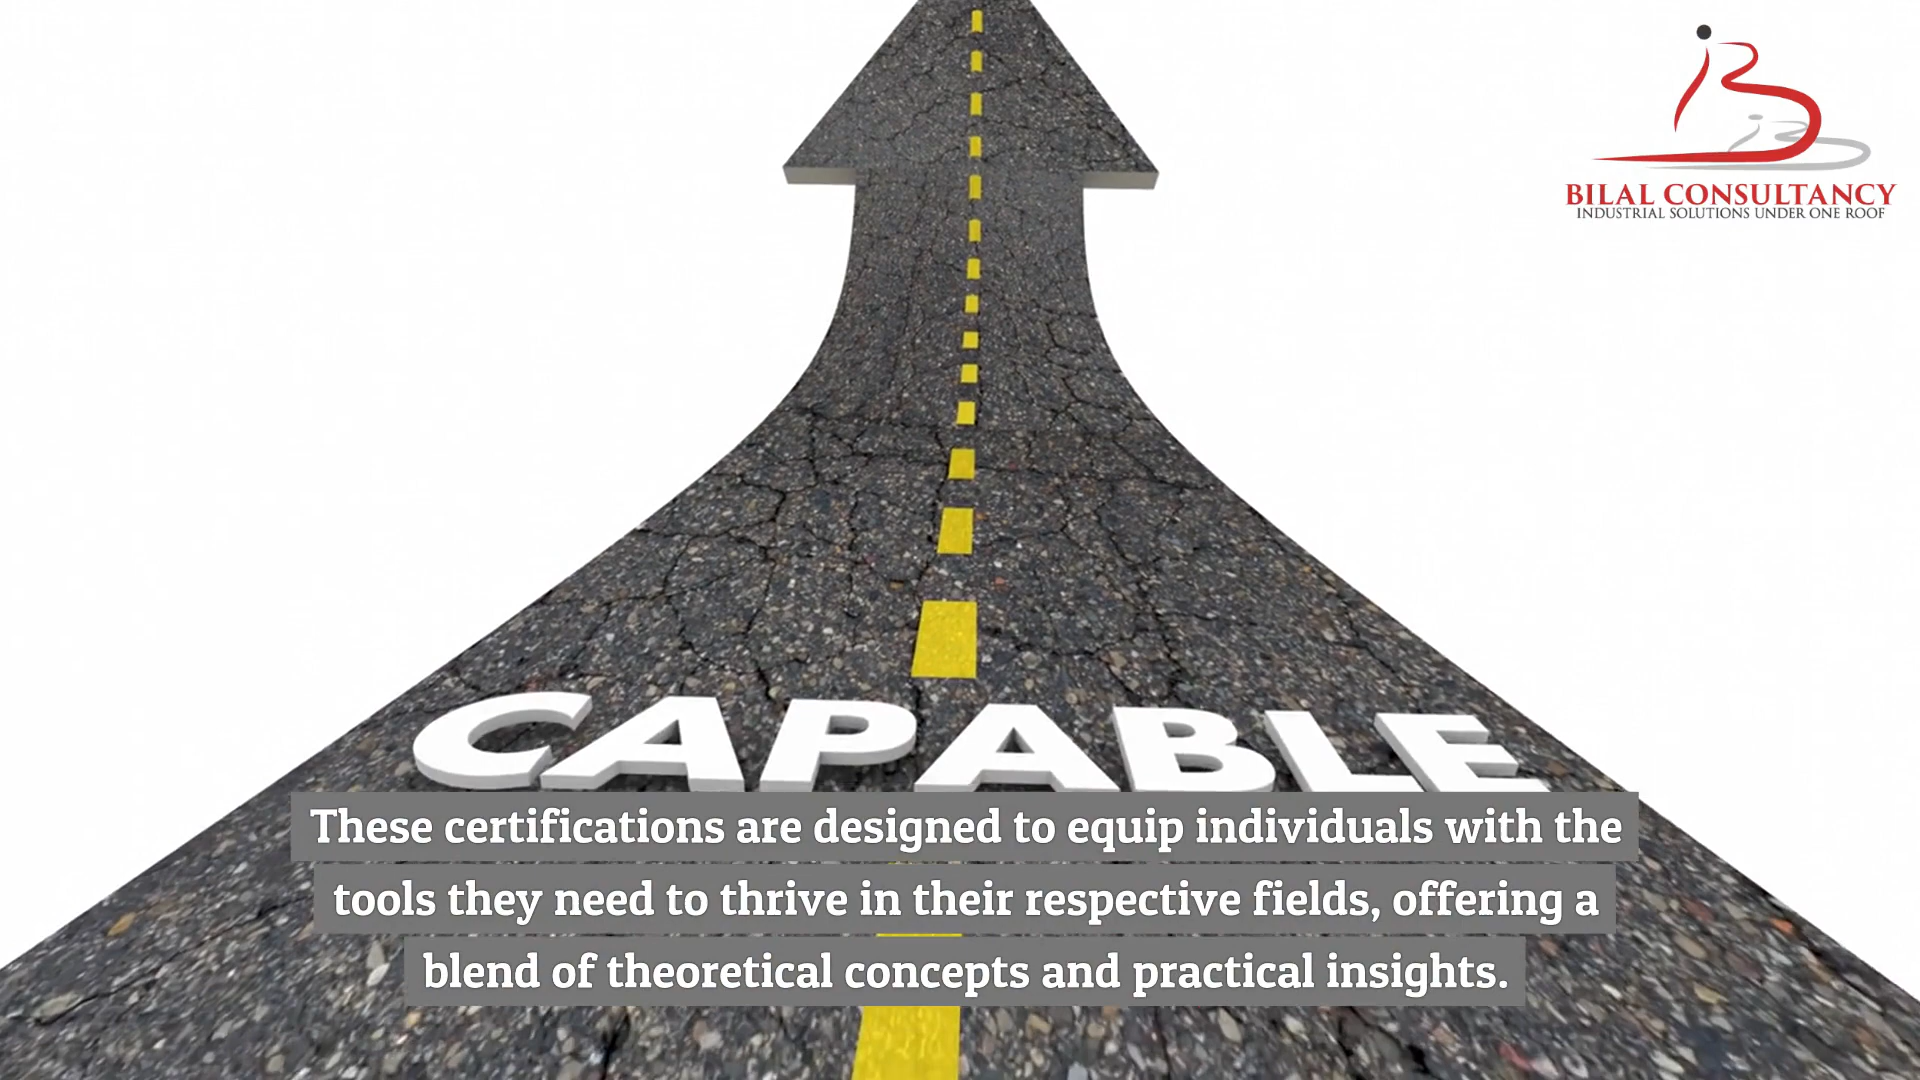 BILAL CONSULTANCY
INDUSTRIAL SOLUTIONS UNDER ONE ROOF
CAPABLE
These certifications are designed to equip individuals with the
tools they need to thrive in their respective fields, offering a
blend of theoretical concepts and practical insights.